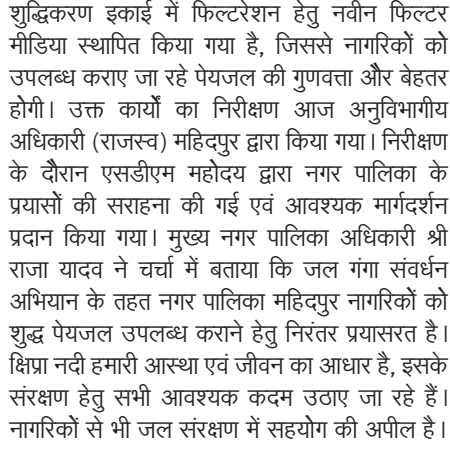 शुद्धिकरण इकाई में फिल्टरेशन हेतु नवीन फिल्टर
मीडिया स्थापित किया गया है, जिससे नागरिकों को
उपलब्ध कराए जा रहे पेयजल की गुणवत्ता और बेहतर
होगी। उक्त कार्यों का निरीक्षण आज अनुविभागीय
अधिकारी (राजस्व) महिदपुर द्वारा किया गया। निरीक्षण
के दौरान एसडीएम महोदय द्वारा नगर पालिका के
प्रयासों की सराहना की गई एवं आवश्यक मार्गदर्शन
प्रदान किया गया। मुख्य नगर पालिका अधिकारी श्री
राजा यादव ने चर्चा में बताया कि जल गंगा संवर्धन
अभियान के तहत नगर पालिका महिदपुर नागरिकों को
शुद्ध पेयजल उपलब्ध कराने हेतु निरंतर प्रयासरत है।
क्षिप्रा नदी हमारी आस्था एवं जीवन का आधार है, इसके
संरक्षण हेतु सभी आवश्यक कदम उठाए जा रहे हैं।
नागरिकों से भी जल संरक्षण में सहयोग की अपील है।